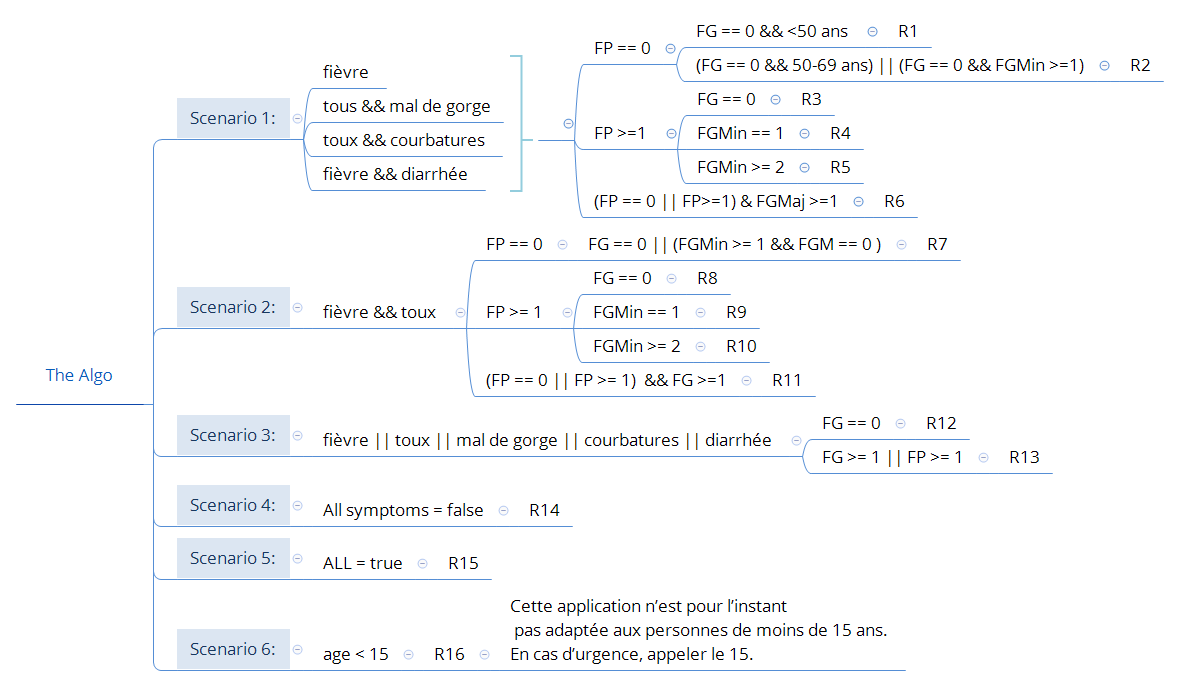 The Algo
Scenario 1:
fièvre
tous && mal de gorge
toux && courbatures
fièvre && diarrhée
FP == 0
FG == 0 && <50 ans
R1
(FG == 0 && 50-69 ans) || (FG == 0 && FGMin >=1)
R2
FP >=1
FG == 0
R3
FGMin == 1
R4
FGMin >= 2
R5
(FP == 0 || FP>=1) & FGMaj >=1
R6
Scenario 2:
fièvre && toux
FP == 0
FG == 0 || (FGMin >= 1 && FGM == 0 )
R7
FP >= 1
FG == 0
R8
FGMin == 1
R9
FGMin >= 2
R10
(FP == 0 || FP >= 1) && FG >=1
R11
Scenario 3:
fièvre || toux || mal de gorge || courbatures || diarrhée
FG == 0
R12
FG >= 1 || FP >= 1
R13
Scenario 4:
All symptoms = false
R14
Scenario 5:
ALL = true
R15
Scenario 6:
age < 15
R16
Cette application n’est pour l’instant
pas adaptée aux personnes de moins de 15 ans.
En cas d’urgence, appeler le 15.